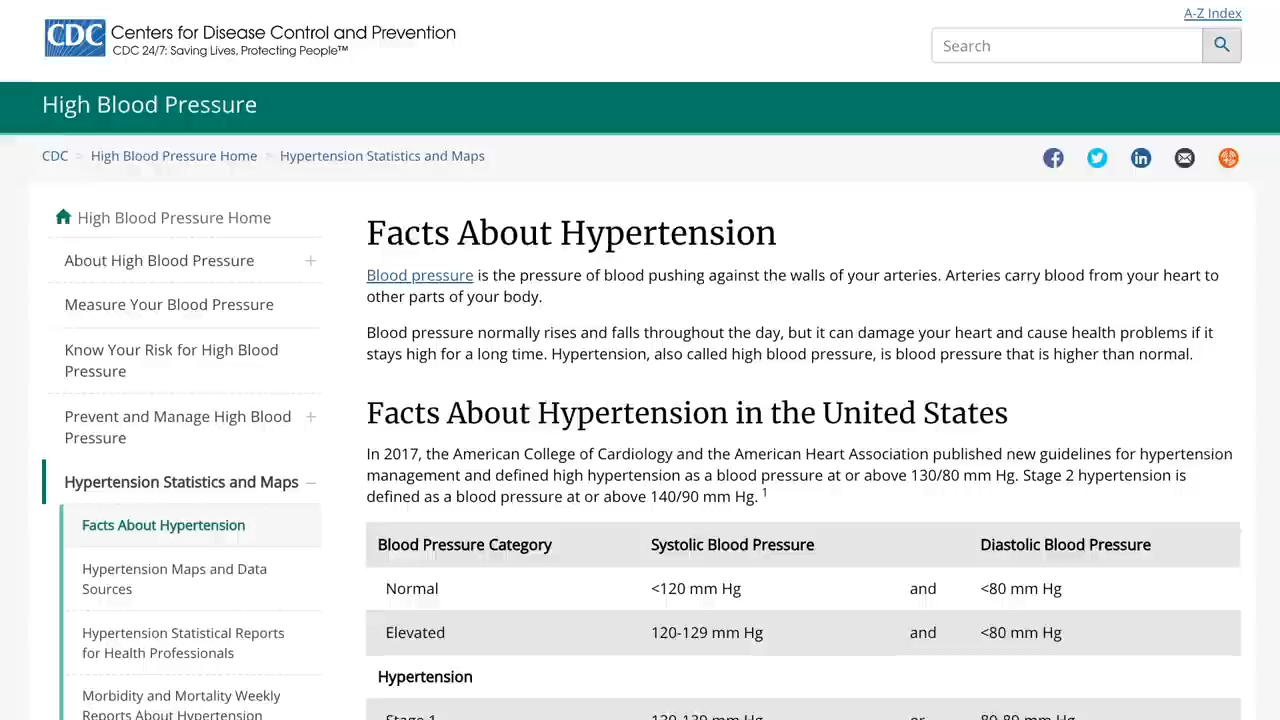 A-Z Index
CDC Centers for Disease Control and Prevention
CDC 24/7: Saving Lives, Protecting People™
Search
High Blood Pressure
CDC > High Blood Pressure Home > Hypertension Statistics and Maps
High Blood Pressure Home
About High Blood Pressure +
Measure Your Blood Pressure
Know Your Risk for High Blood
Pressure
Prevent and Manage High Blood +
Pressure
Hypertension Statistics and Maps –
Facts About Hypertension
Hypertension Maps and Data
Sources
Hypertension Statistical Reports
for Health Professionals
Morbidity and Mortality Weekly
Reports About Hypertension
Facts About Hypertension
Blood pressure is the pressure of blood pushing against the walls of your arteries. Arteries carry blood from your heart to
other parts of your body.
Blood pressure normally rises and falls throughout the day, but it can damage your heart and cause health problems if it
stays high for a long time. Hypertension, also called high blood pressure, is blood pressure that is higher than normal.
Facts About Hypertension in the United States
In 2017, the American College of Cardiology and the American Heart Association published new guidelines for hypertension
management and defined high hypertension as a blood pressure at or above 130/80 mm Hg. Stage 2 hypertension is
defined as a blood pressure at or above 140/90 mm Hg. 1
Blood Pressure Category Systolic Blood Pressure Diastolic Blood Pressure
Normal <120 mm Hg and <80 mm Hg
Elevated 120-129 mm Hg and <80 mm Hg
Hypertension
Stage 1 130-139 mm Hg or 80-89 mm Hg